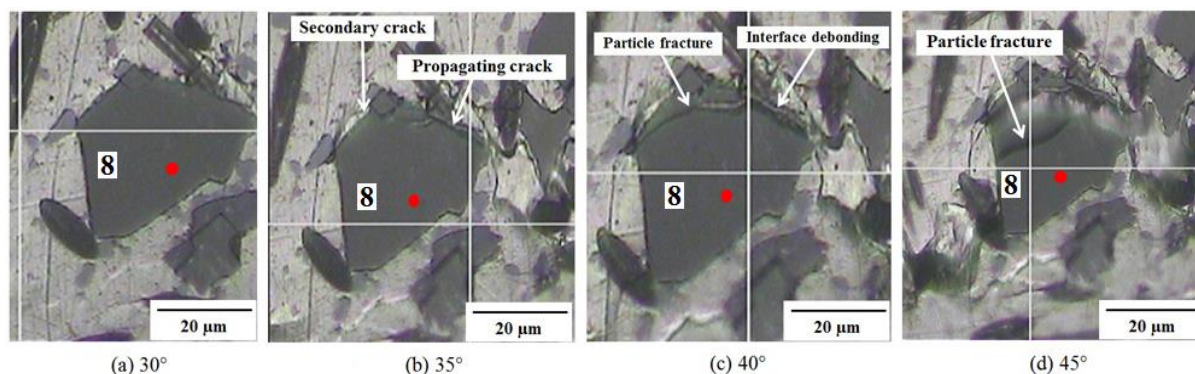 Secondary crack
Propagating crack
Particle fracture
Interface debonding
Particle fracture
8
8
8
8
20 µm
20 µm
20 µm
20 µm
(a) 30°
(b) 35°
(c) 40°
(d) 45°